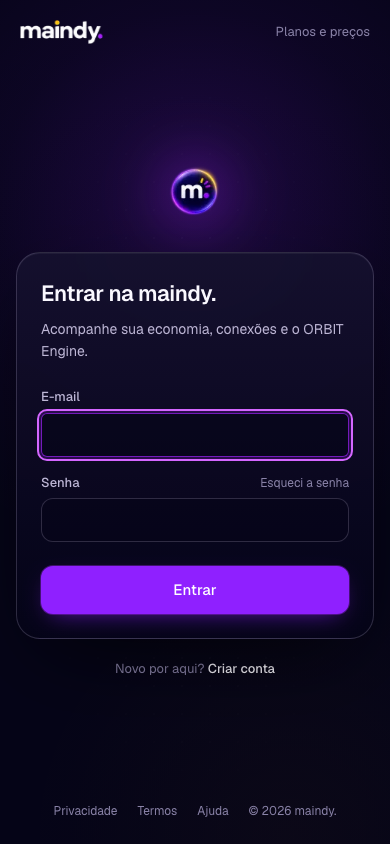 maindy.
Planos e preços
m.
Entrar na maindy.
Acompanhe sua economia, conexões e o ORBIT
Engine.
E-mail
Senha
Esqueci a senha
Entrar
Novo por aqui? Criar conta
Privacidade
Termos
Ajuda
© 2026 maindy.